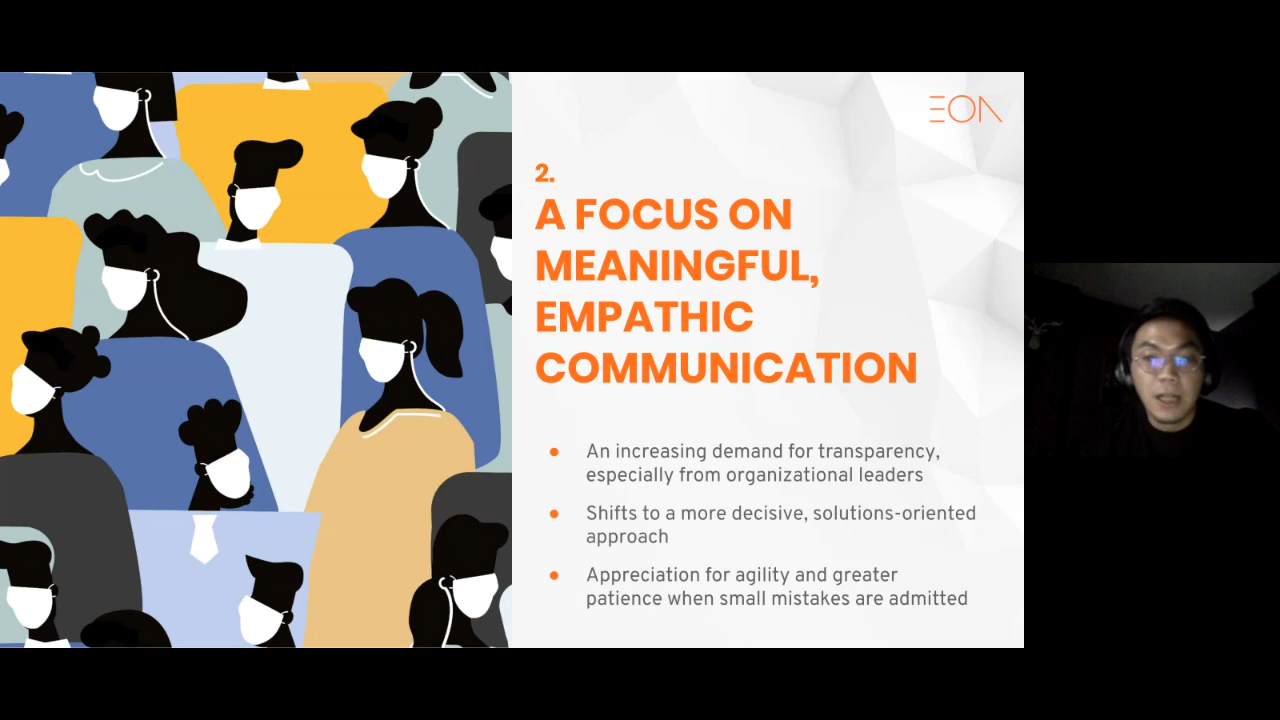 EON
2.
A FOCUS ON
MEANINGFUL,
EMPATHIC
COMMUNICATION
● An increasing demand for transparency,
especially from organizational leaders
● Shifts to a more decisive, solutions-oriented
approach
● Appreciation for agility and greater
patience when small mistakes are admitted